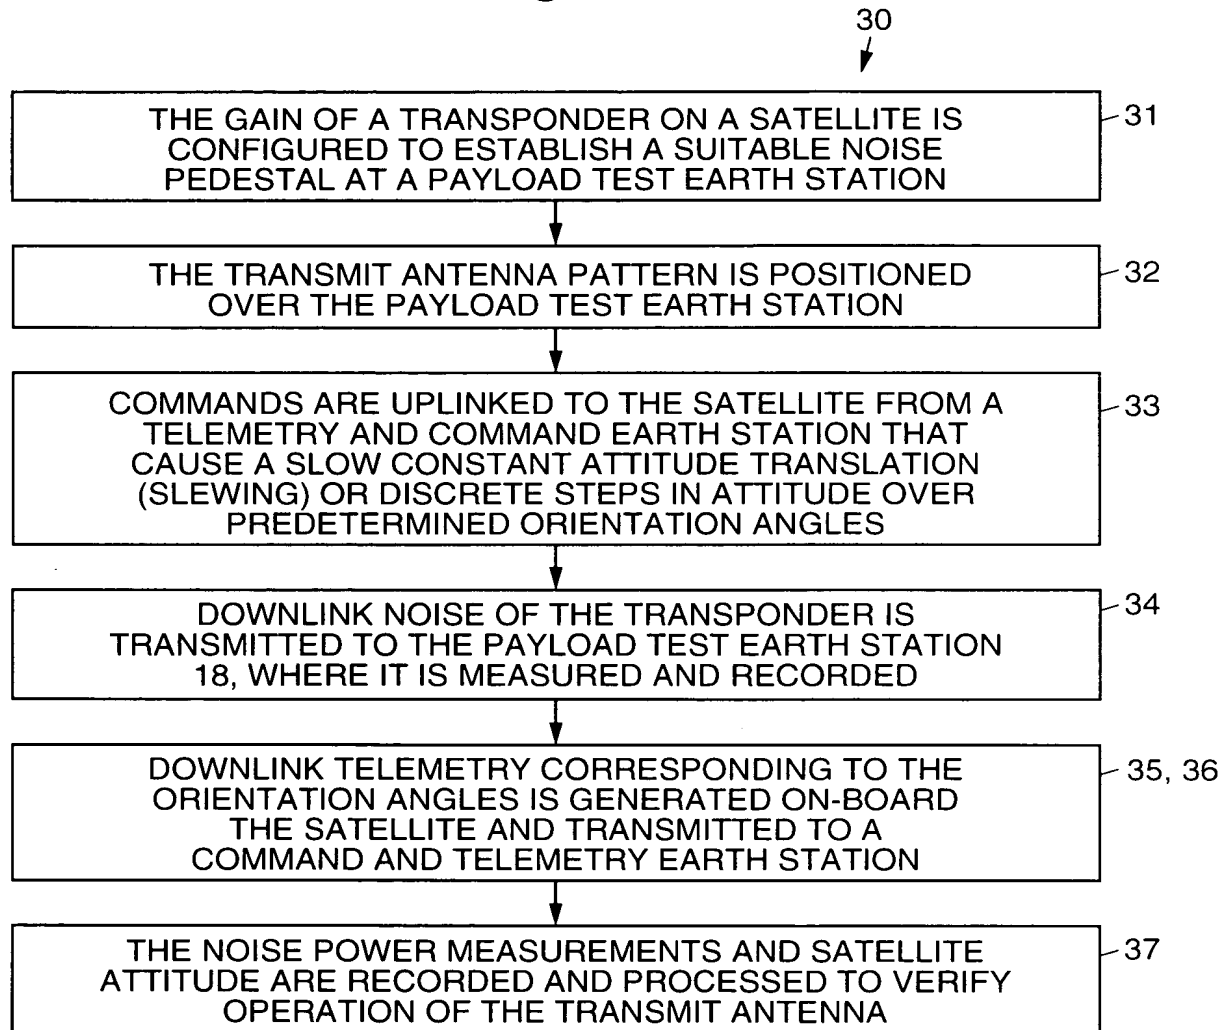 30
THE GAIN OF A TRANSPONDER ON A SATELLITE IS
CONFIGURED TO ESTABLISH A SUITABLE NOISE
PEDESTAL AT A PAYLOAD TEST EARTH STATION
31
THE TRANSMIT ANTENNA PATTERN IS POSITIONED
OVER THE PAYLOAD TEST EARTH STATION
32
COMMANDS ARE UPLINKED TO THE SATELLITE FROM A
TELEMETRY AND COMMAND EARTH STATION THAT
CAUSE A SLOW CONSTANT ATTITUDE TRANSLATION
(SLEWING) OR DISCRETE STEPS IN ATTITUDE OVER
PREDETERMINED ORIENTATION ANGLES
33
DOWNLINK NOISE OF THE TRANSPONDER IS
TRANSMITTED TO THE PAYLOAD TEST EARTH STATION
18, WHERE IT IS MEASURED AND RECORDED
34
DOWNLINK TELEMETRY CORRESPONDING TO THE
ORIENTATION ANGLES IS GENERATED ON-BOARD
THE SATELLITE AND TRANSMITTED TO A
COMMAND AND TELEMETRY EARTH STATION
35, 36
THE NOISE POWER MEASUREMENTS AND SATELLITE
ATTITUDE ARE RECORDED AND PROCESSED TO VERIFY
OPERATION OF THE TRANSMIT ANTENNA
37